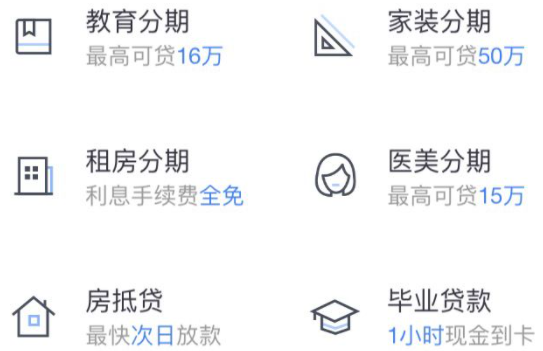 教育分期
最高可贷16万
家装分期
最高可贷50万
租房分期
利息手续费全免
医美分期
最高可贷15万
房抵贷
最快次日放款
毕业贷款
1小时现金到卡